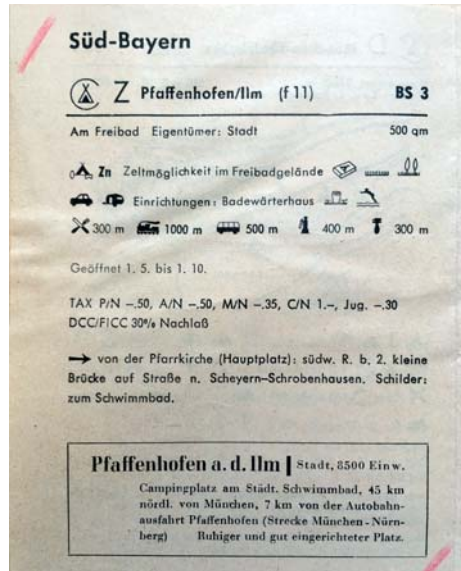 Süd-Bayern
Z Pfaffenhofen/Ilm (f 11) BS 3
Am Freibad Eigentümer: Stadt 500 qm
Zn Zeltmöglichkeit im Freibadgelände
Einrichtungen: Badewärterhaus
300 m 1000 m 500 m 400 m 300 m
Geöffnet 1. 5. bis 1. 10.
TAX P/N –.50, A/N –.50, M/N –.35, C/N 1.–, Jug. –.30
DCC/FICC 30% Nachlaß
→ von der Pfarrkirche (Hauptplatz): südw. R. b. 2. kleine
Brücke auf Straße n. Scheyern–Schrobenhausen. Schilder:
zum Schwimmbad.
Pfaffenhofen a. d. Ilm | Stadt, 8500 Einw.
Campingplatz am Städt. Schwimmbad, 45 km
nördl. von München, 7 km von der Autobahn-
ausfahrt Pfaffenhofen (Strecke München - Nürn-
berg) Ruhiger und gut eingerichteter Platz.